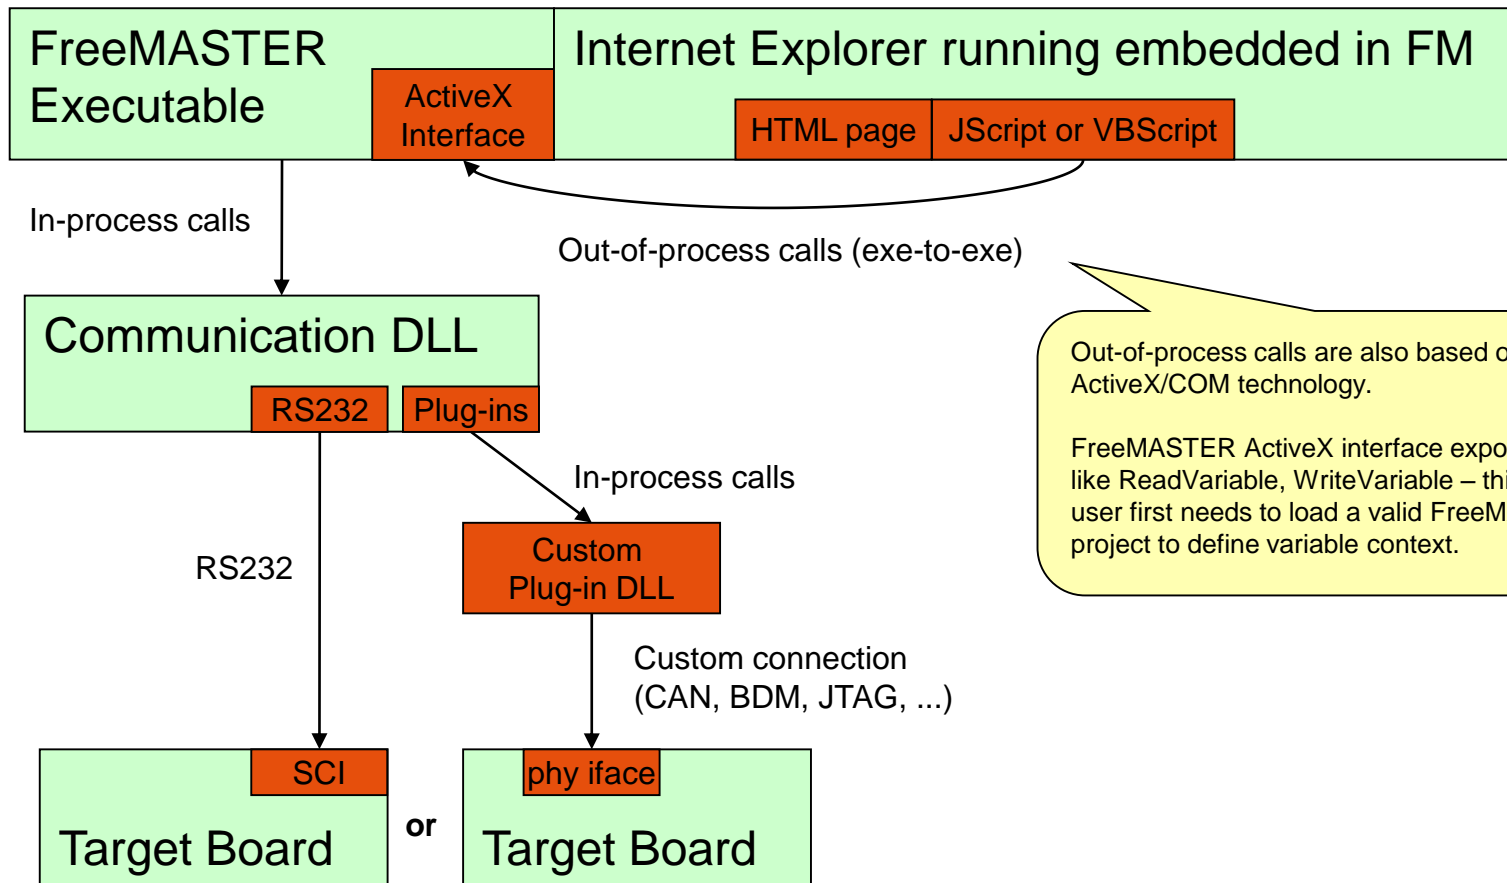 FreeMASTER
Executable
ActiveX
Interface
Internet Explorer running embedded in FM
HTML page
JScript or VBScript
In-process calls
Out-of-process calls (exe-to-exe)
Communication DLL
RS232
Plug-ins
Out-of-process calls are also based
ActiveX/COM technology.
FreeMASTER ActiveX interface
like ReadVariable, WriteVariable –
user first needs to load a valid
project to define variable context.
In-process calls
RS232
Custom
Plug-in DLL
Custom connection
(CAN, BDM, JTAG, ...)
SCI
Target Board
or
phy iface
Target Board